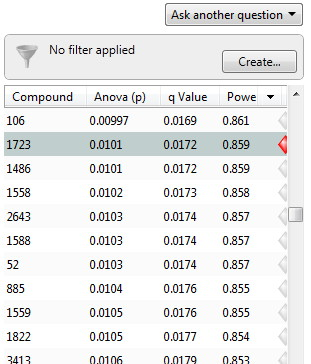 Ask another question
No filter applied
Create...
Compound Anova (p) q Value Powe
106 0.00997 0.0169 0.861
1723 0.0101 0.0172 0.859
1486 0.0101 0.0172 0.859
1558 0.0102 0.0173 0.858
2643 0.0103 0.0174 0.857
1588 0.0103 0.0174 0.857
52 0.0103 0.0174 0.857
885 0.0104 0.0176 0.855
1559 0.0105 0.0176 0.855
1822 0.0105 0.0177 0.854
3413 0.0106 0.0179 0.853